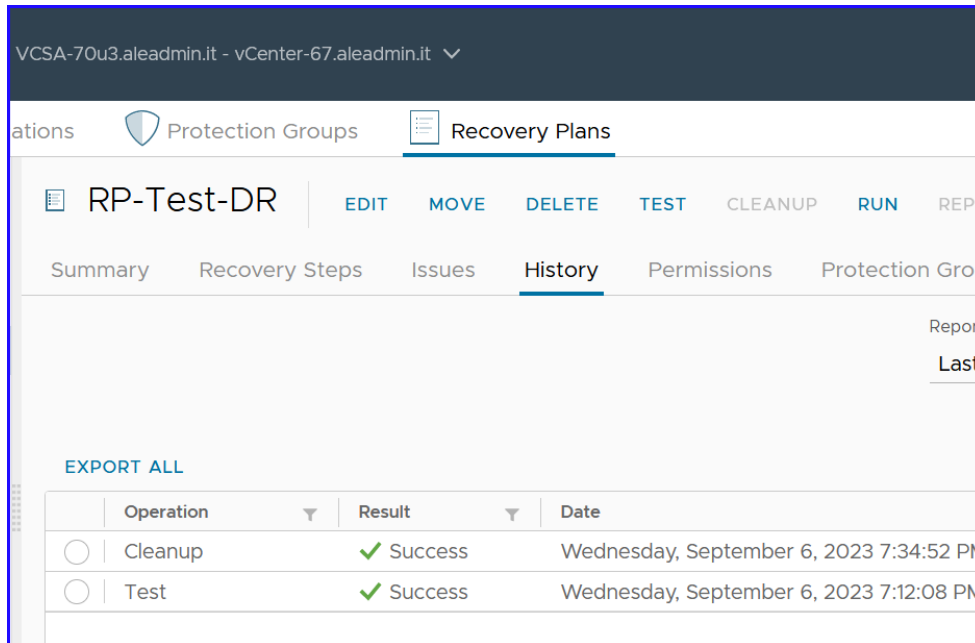 VCSA-70u3.aleadmin.it - vCenter-67.aleadmin.it
ations Protection Groups Recovery Plans
RP-Test-DR EDIT MOVE DELETE TEST CLEANUP RUN REP
Summary Recovery Steps Issues History Permissions Protection Gro
Repor
Last
EXPORT ALL
Operation Result Date
Cleanup Success Wednesday, September 6, 2023 7:34:52 PM
Test Success Wednesday, September 6, 2023 7:12:08 PM